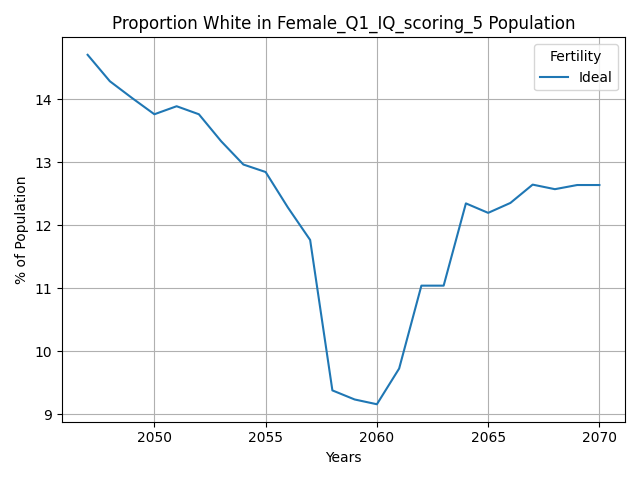 Proportion White in Female_Q1_IQ_scoring_5 Population
Fertility
Ideal
% of Population
14
13
12
11
10
9
2050 2055 2060 2065 2070
Years